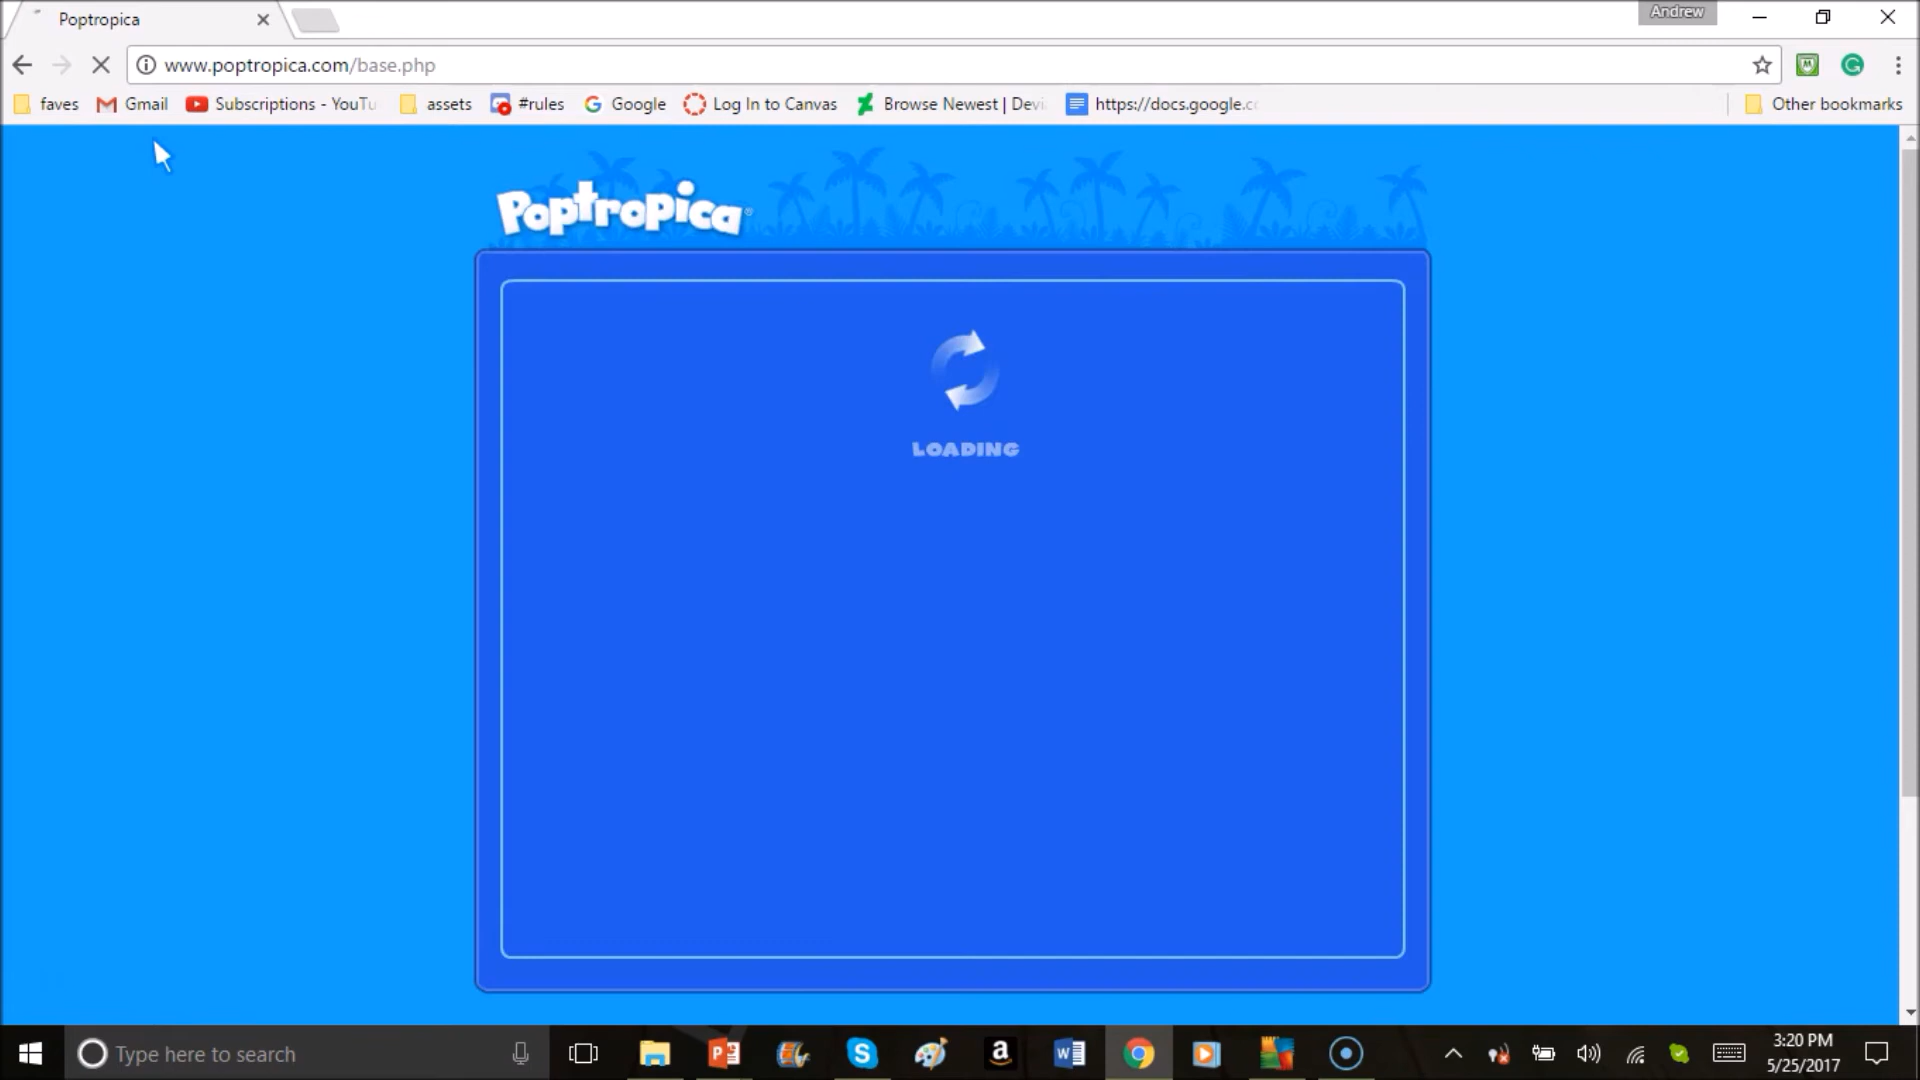 Poptropica
Andrew
www.poptropica.com/base.php
faves
Gmail
Subscriptions - YouTu
assets
#rules
Google
Log In to Canvas
Browse Newest | Devi
https://docs.google.co
Other bookmarks
Poptropica®
LOADING
Type here to search
3:20 PM
5/25/2017